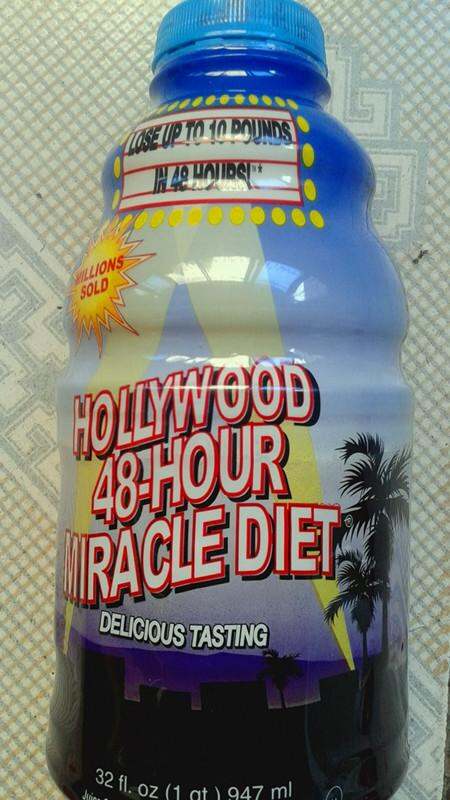 LOSE UP TO 10 POUNDS
IN 48 HOURS!**
MILLIONS
SOLD
HOLLYWOOD
48-HOUR
MIRACLE DIET®
DELICIOUS TASTING
32 fl. oz (1 qt.) 947 ml